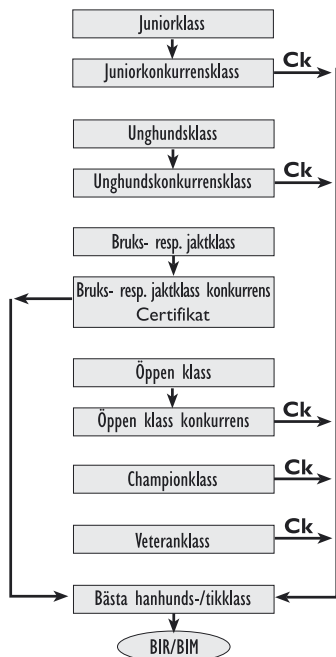 Juniorklass
Juniorkonkurrensklass
Ck
Unghundsklass
Unghundskonkurrensklass
Ck
Bruks- resp. jaktklass
Bruks- resp. jaktklass konkurrens
Certifikat
Öppen klass
Öppen klass konkurrens
Ck
Championklass
Ck
Veteranklass
Ck
Bästa hanhunds-/tikklass
BIR/BIM